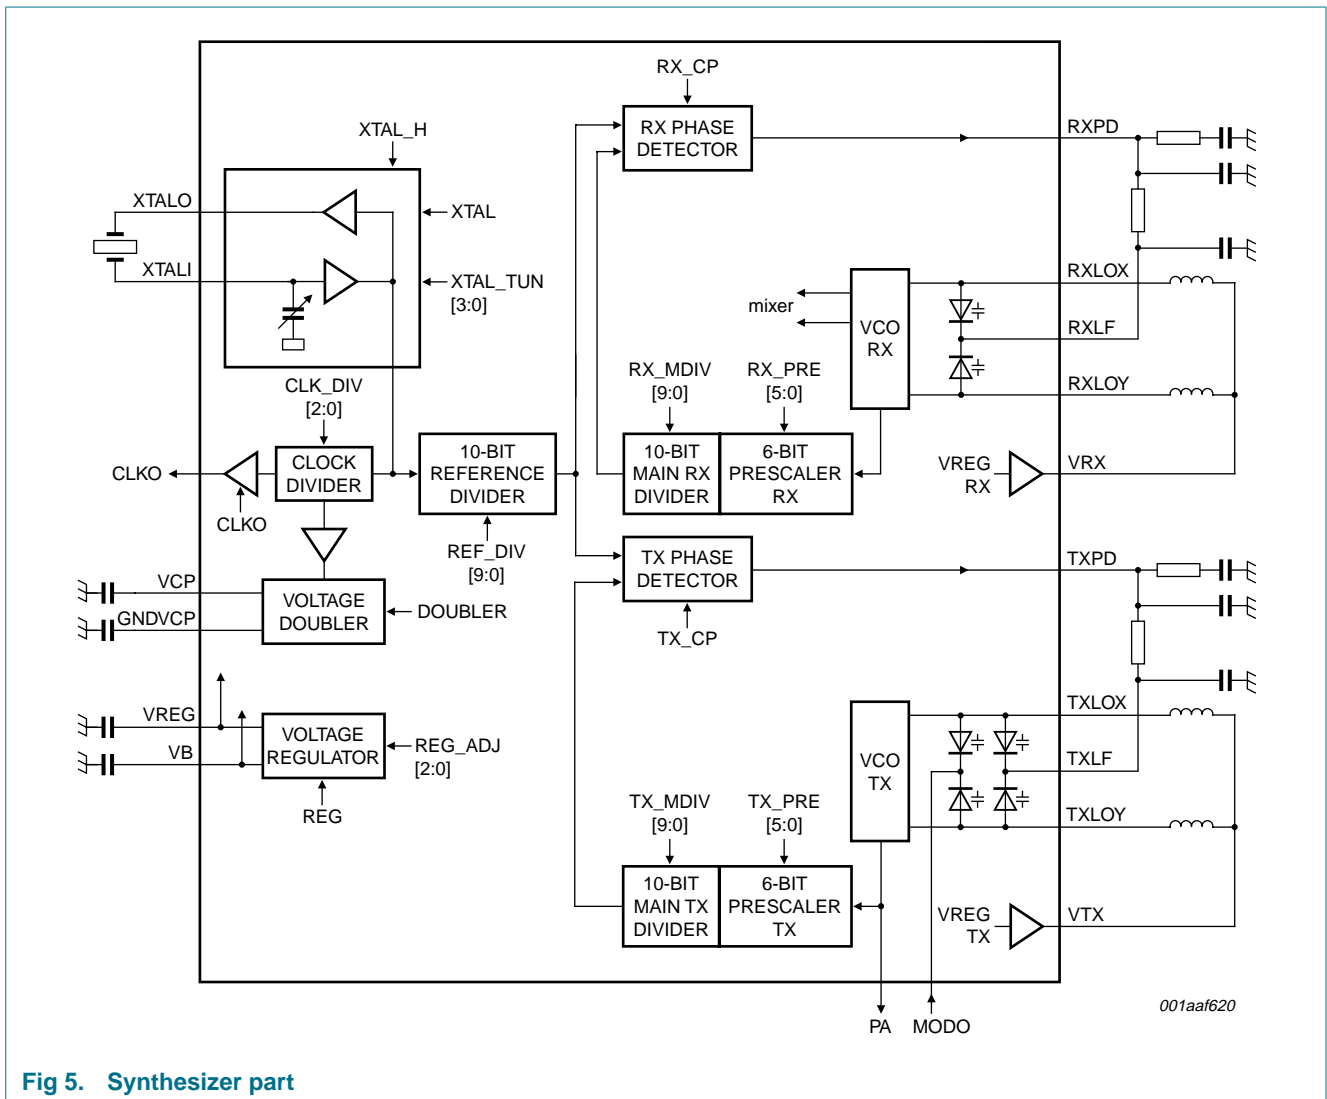 RX_CP
RX PHASE
DETECTOR
RXPD
XTAL_H
XTALO
XTAL
XTALI
XTAL_TUN
[3:0]
RXLOX
mixer
VCO
RX
RXLF
RX_MDIV
[9:0]
RX_PRE
[5:0]
RXLOY
CLK_DIV
[2:0]
CLKO
CLOCK
DIVIDER
10-BIT
REFERENCE
DIVIDER
10-BIT
MAIN RX
DIVIDER
6-BIT
PRESCALER
RX
VREG
RX
VRX
CLKO
REF_DIV
[9:0]
TX PHASE
DETECTOR
TXPD
VCP
GNDVCP
VOLTAGE
DOUBLER
DOUBLER
TX_CP
VREG
VB
VOLTAGE
REGULATOR
REG_ADJ
[2:0]
REG
TXLOX
VCO
TX
TXLF
TXLOY
TX_MDIV
[9:0]
TX_PRE
[5:0]
10-BIT
MAIN TX
DIVIDER
6-BIT
PRESCALER
TX
VREG
TX
VTX
PA
MODO
001aaf620
Fig 5. Synthesizer part